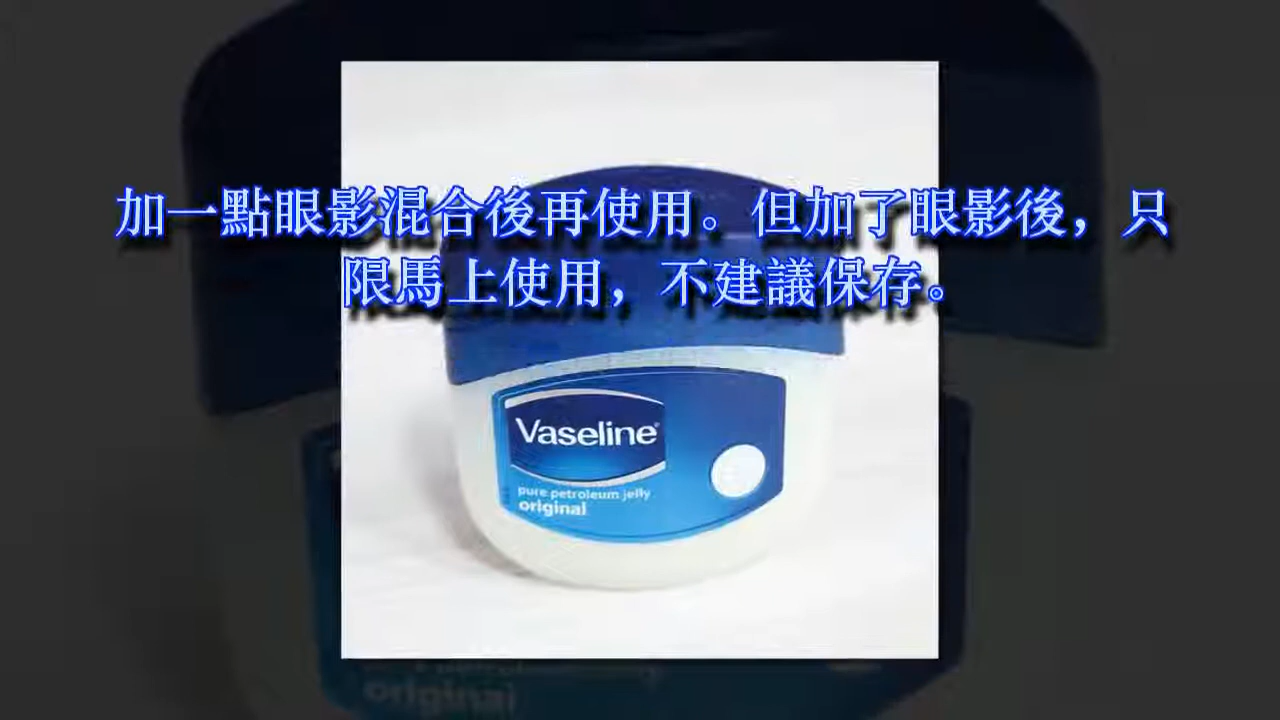 加一點眼影混合後再使用。但加了眼影後，只
限馬上使用，不建議保存。
Vaseline
pure petroleum jelly
original
original